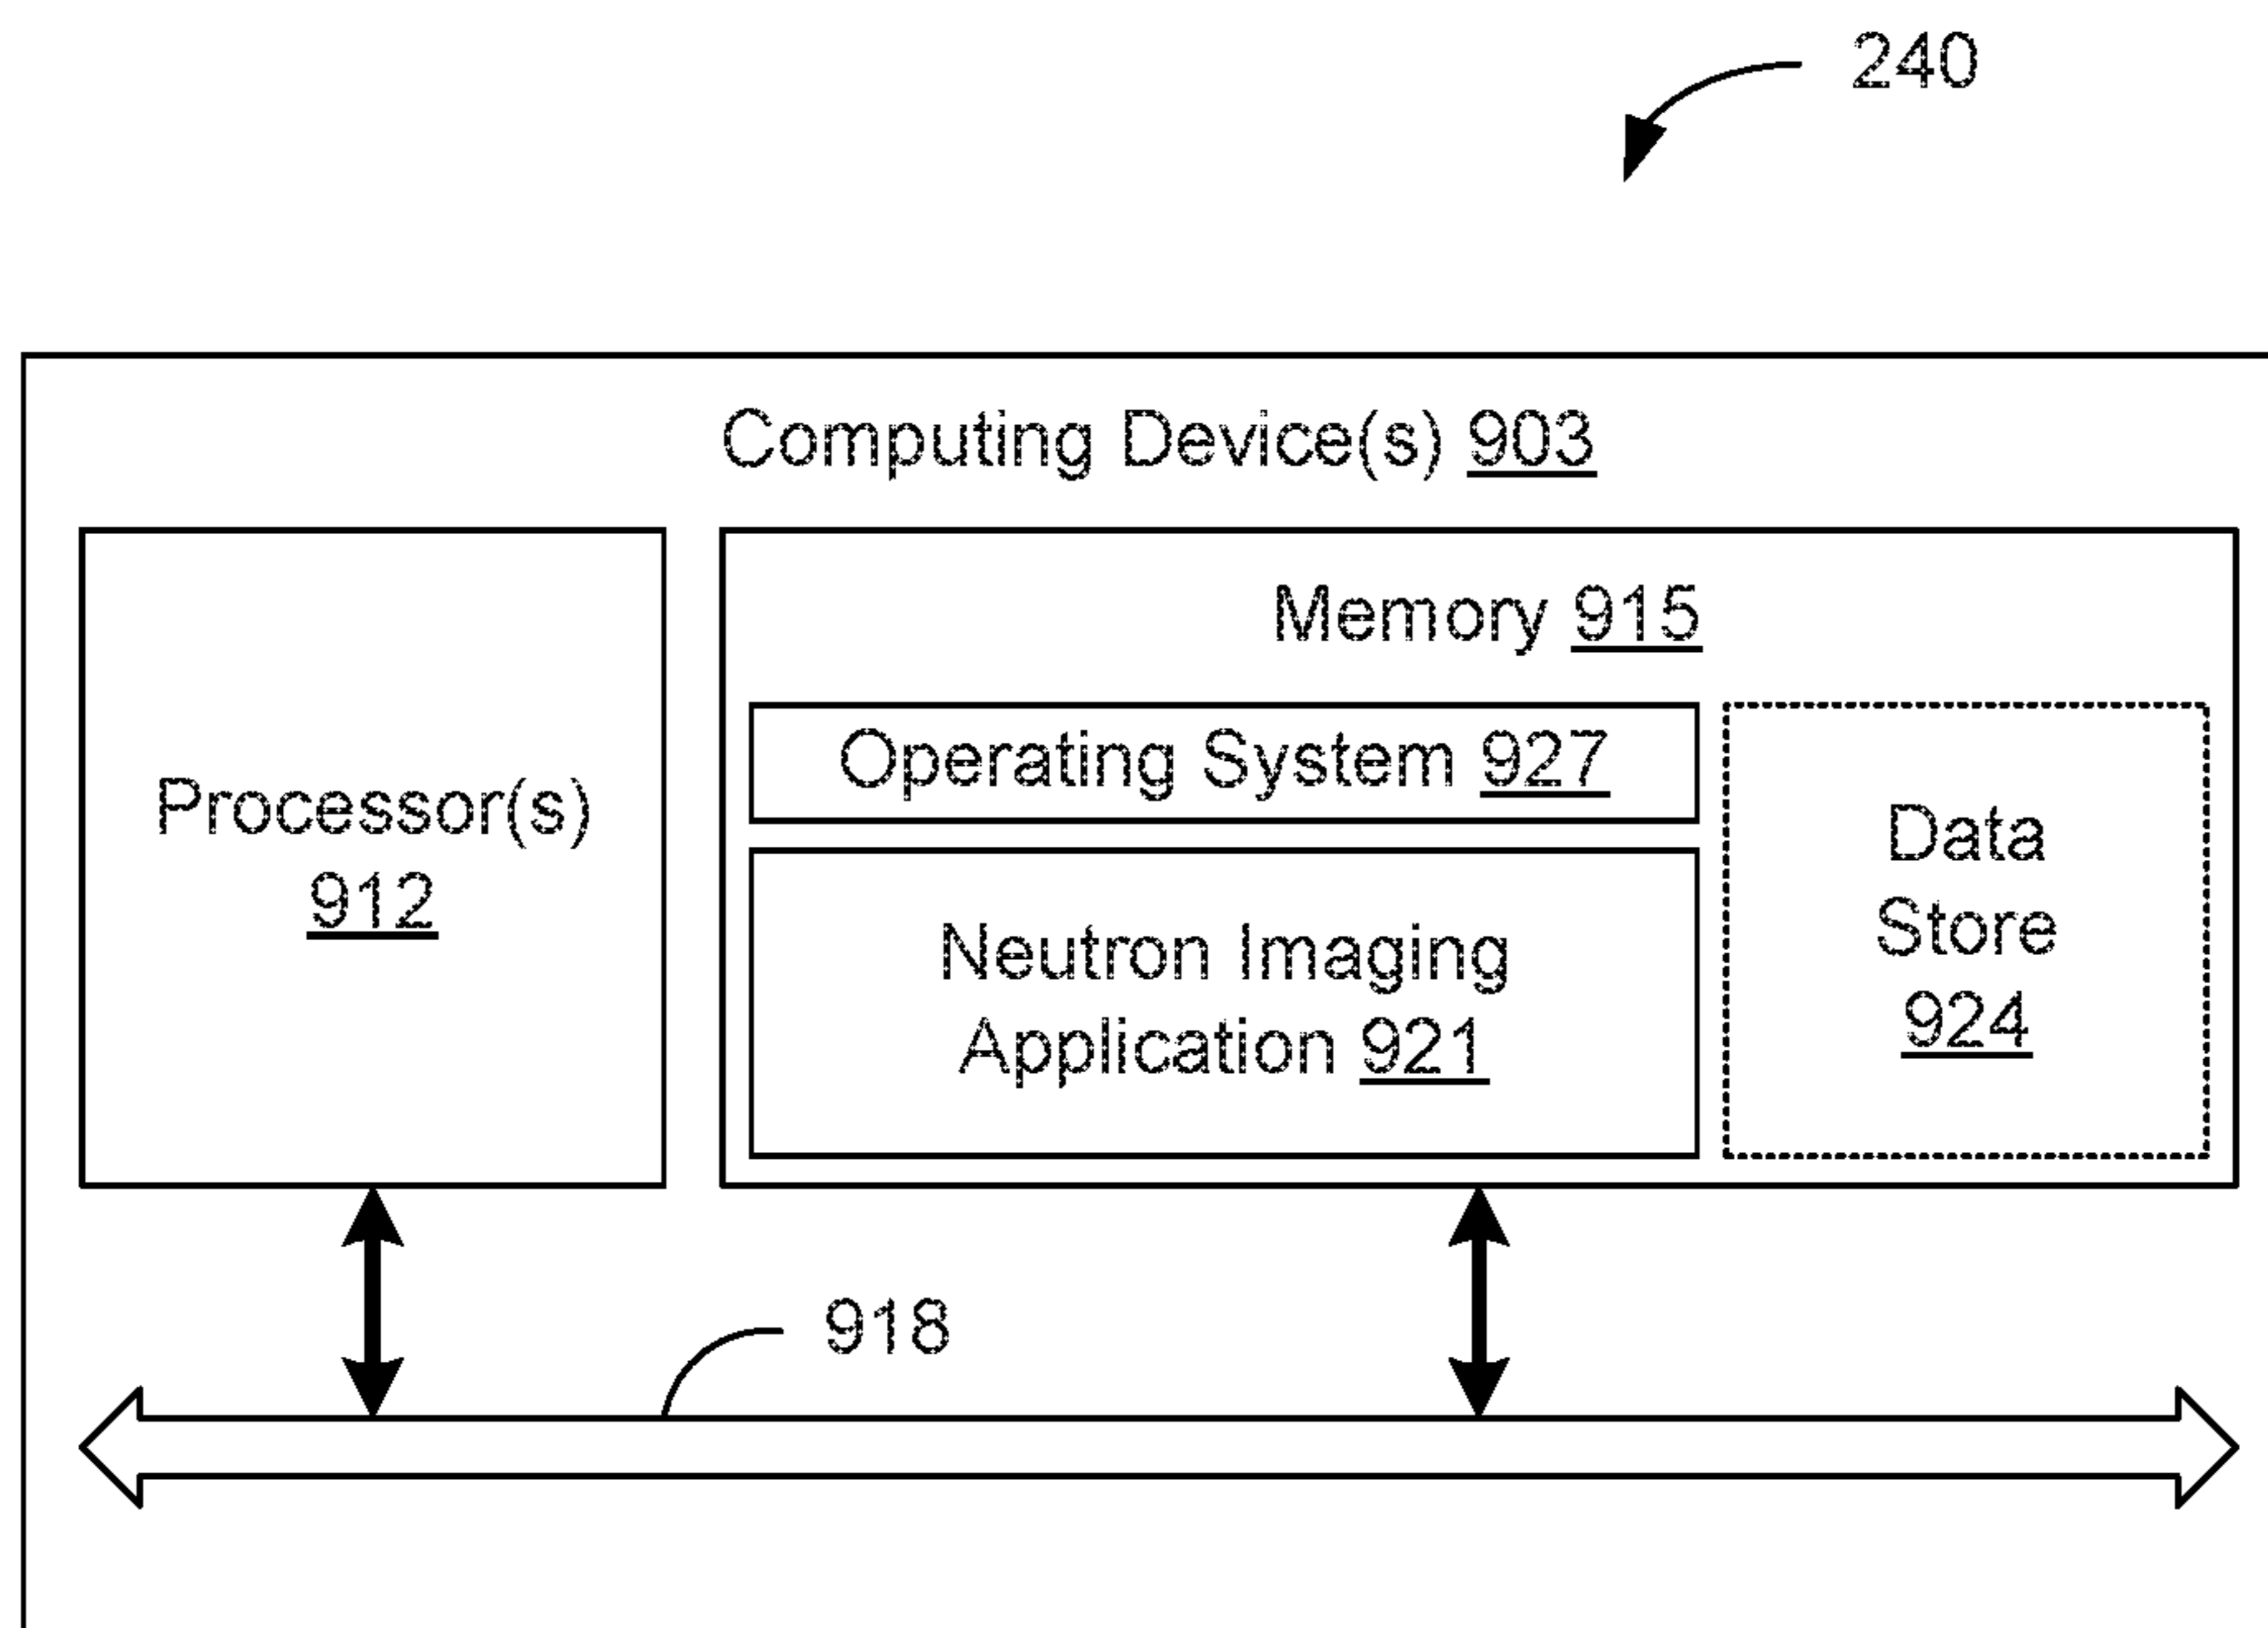 240
Computing Device(s) 903
Processor(s)
912
Memory 915
Operating System 927
Neutron Imaging
Application 921
Data
Store
924
918